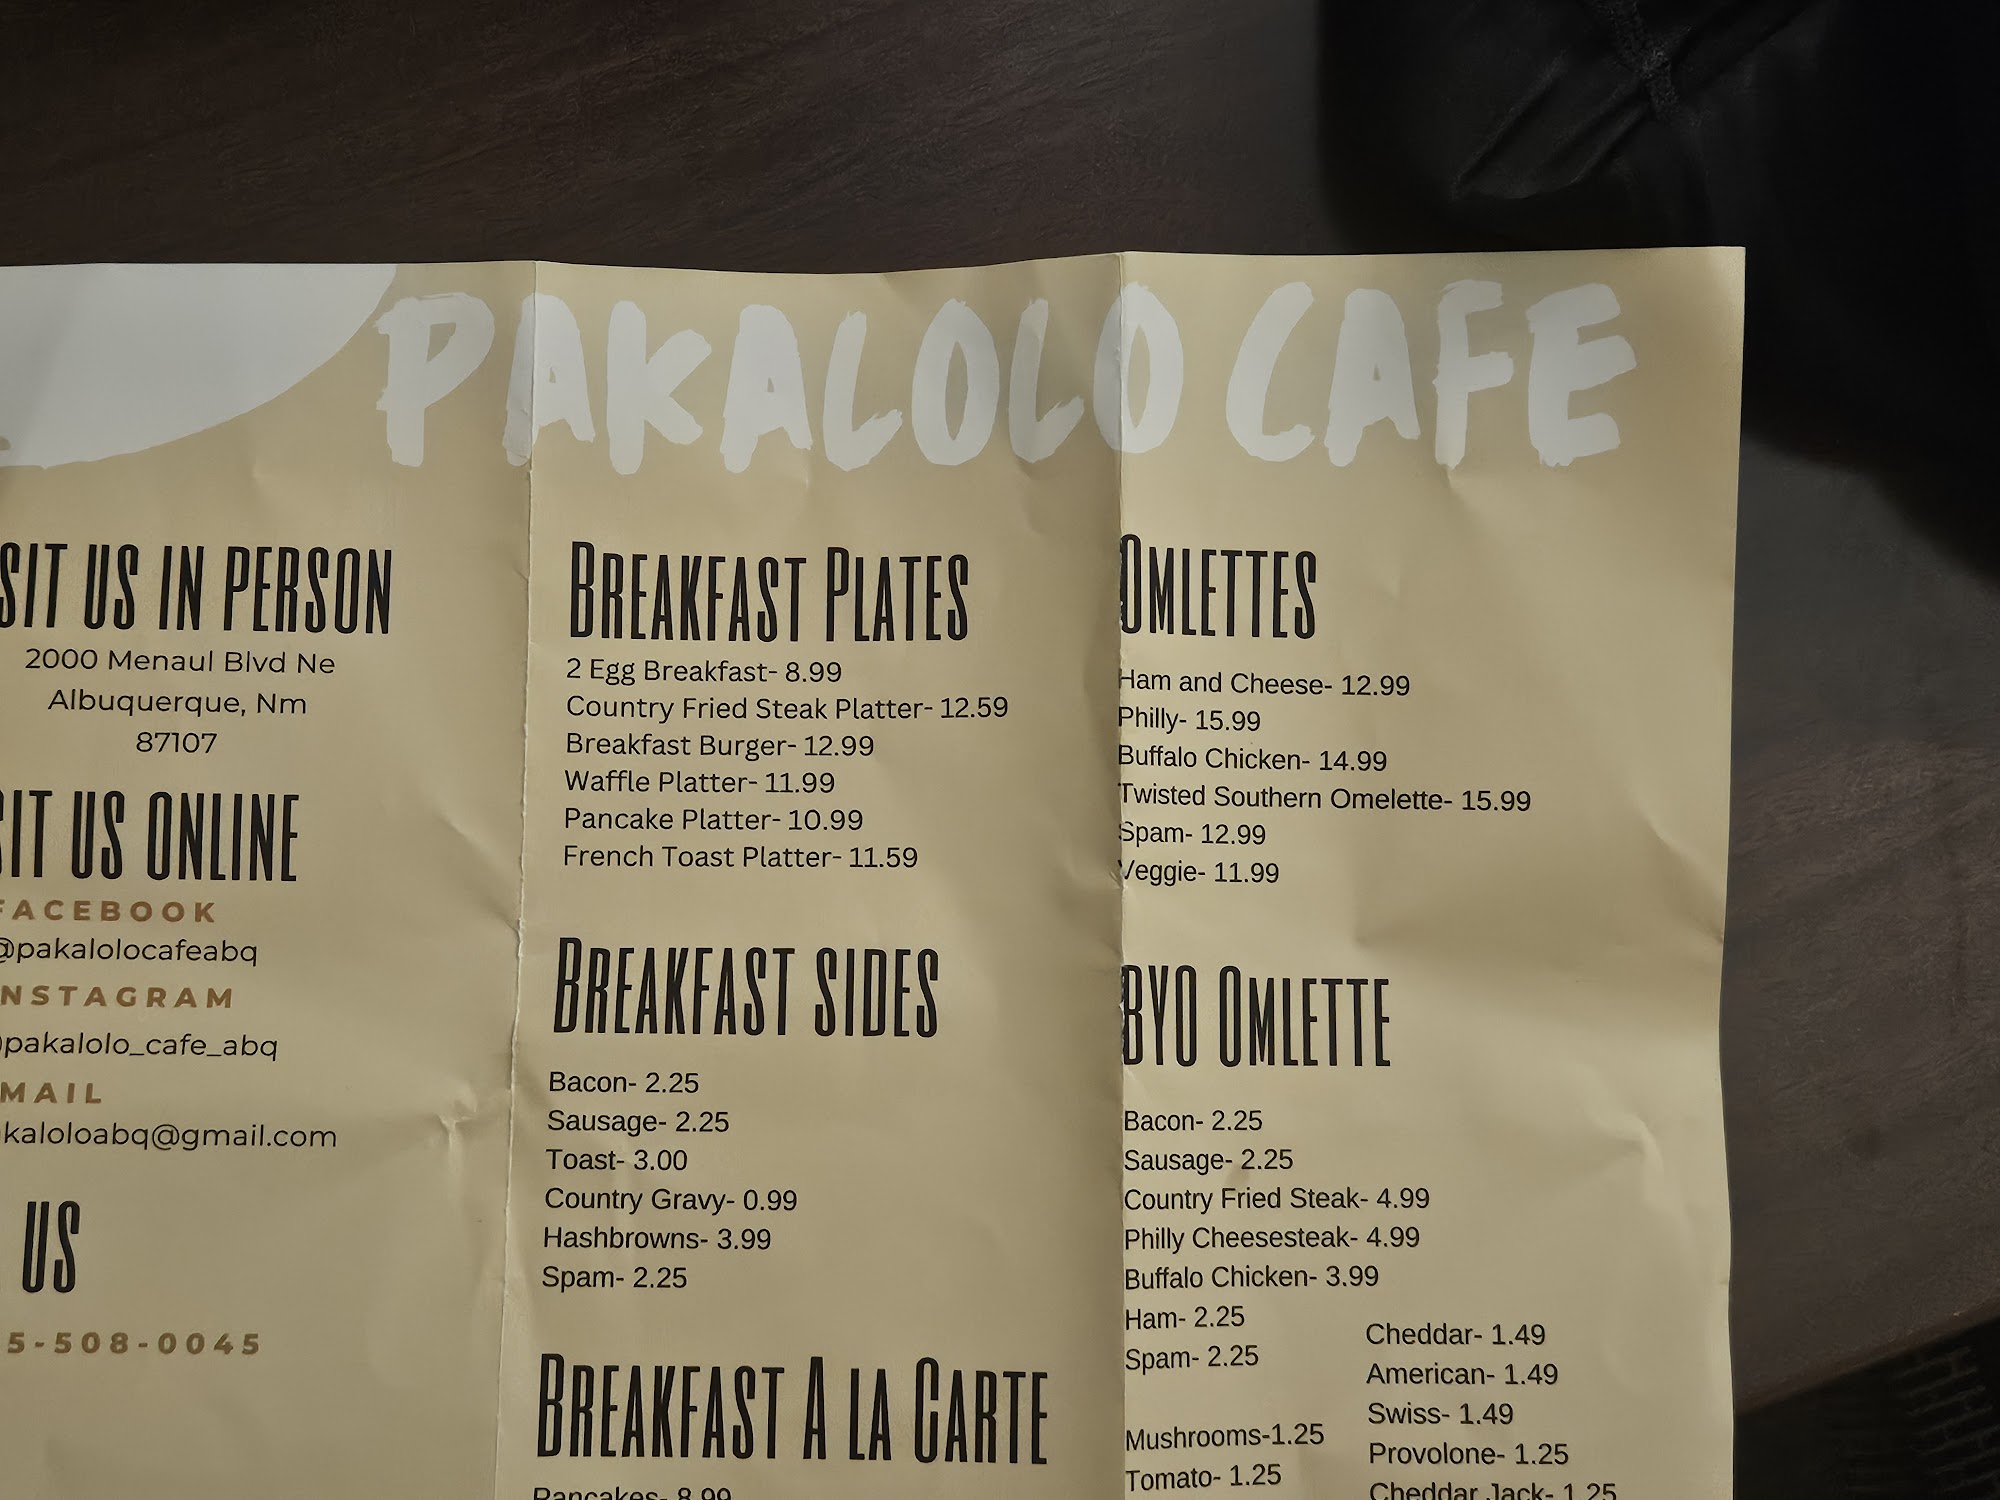 PAKALOLO CAFE
SIT US IN PERSON
2000 Menaul Blvd Ne
Albuquerque, Nm
87107
SIT US ONLINE
FACEBOOK
@pakalolocafeabq
NSTAGRAM
pakalolo_cafe_abq
MAIL
kaloloabq@gmail.com
US
5-508-0045
BREAKFAST PLATES
2 Egg Breakfast- 8.99
Country Fried Steak Platter- 12.59
Breakfast Burger- 12.99
Waffle Platter- 11.99
Pancake Platter- 10.99
French Toast Platter- 11.59
BREAKFAST SIDES
Bacon- 2.25
Sausage- 2.25
Toast- 3.00
Country Gravy- 0.99
Hashbrowns- 3.99
Spam- 2.25
BREAKFAST A LA CARTE
Pancakes- 8.99
OMLETTES
Ham and Cheese- 12.99
Philly- 15.99
Buffalo Chicken- 14.99
Twisted Southern Omelette- 15.99
Spam- 12.99
Veggie- 11.99
BYO OMLETTE
Bacon- 2.25
Sausage- 2.25
Country Fried Steak- 4.99
Philly Cheesesteak- 4.99
Buffalo Chicken- 3.99
Ham- 2.25
Spam- 2.25
Mushrooms-1.25
Tomato- 1.25
Cheddar- 1.49
American- 1.49
Swiss- 1.49
Provolone- 1.25
Cheddar Jack- 1.25